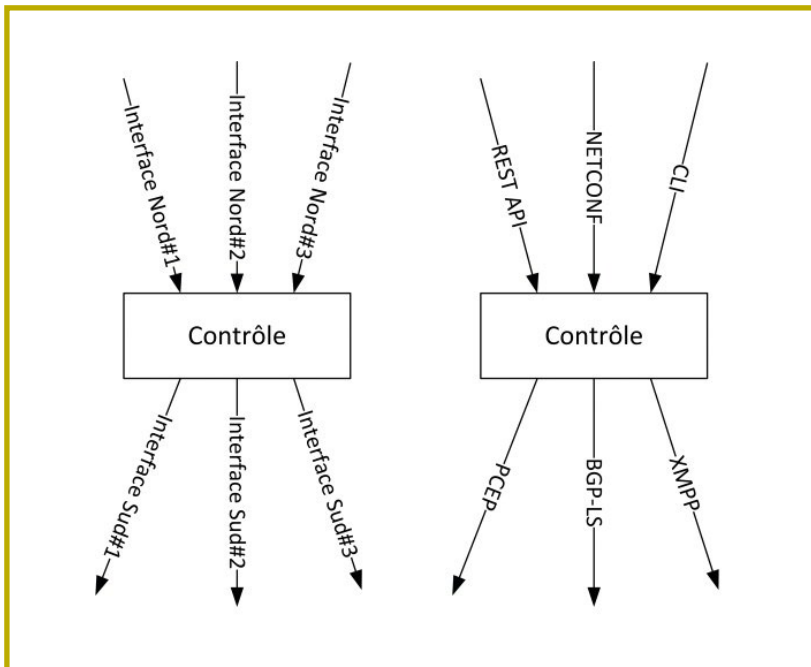 Interface Nord#1
Interface Nord#2
Interface Nord#3
REST API
NETCONF
CLI
Contrôle
Contrôle
Interface Sud#1
Interface Sud#2
Interface Sud#3
PCEP
BGP-LS
XMPP